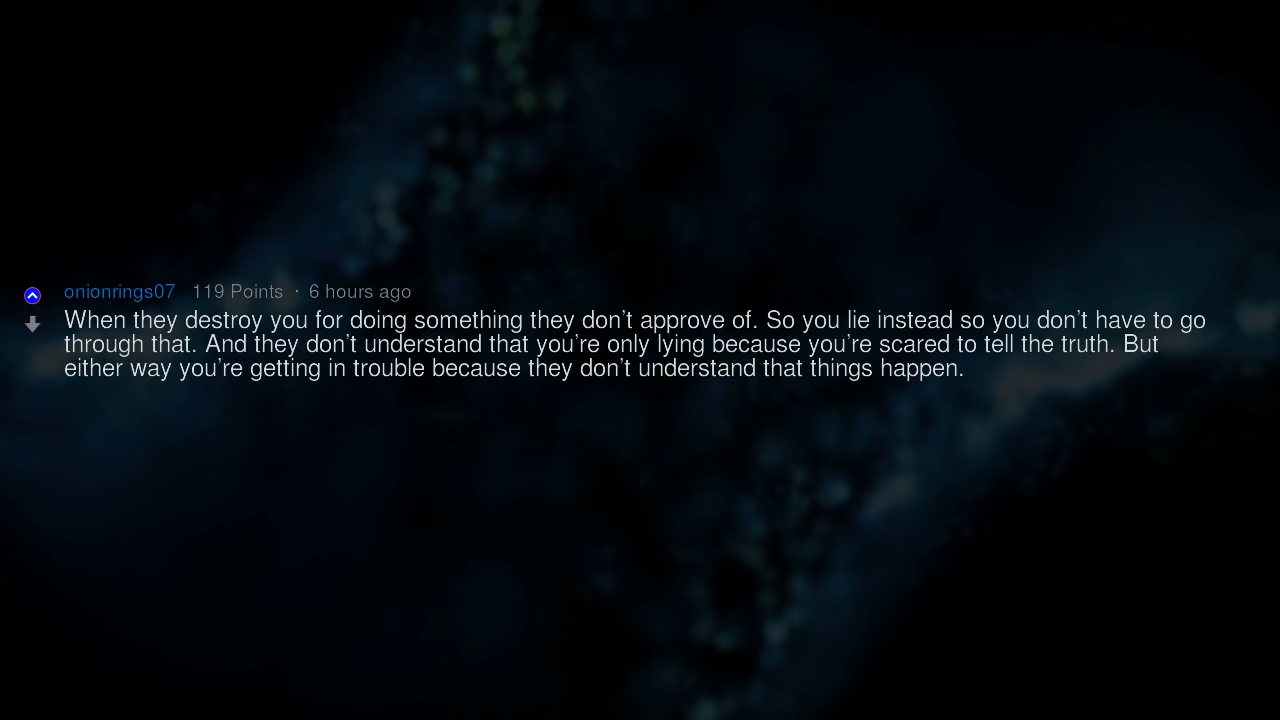 onionrings07 119 Points · 6 hours ago
When they destroy you for doing something they don't approve of. So you lie instead so you don't have to go
through that. And they don't understand that you're only lying because you're scared to tell the truth. But
either way you're getting in trouble because they don't understand that things happen.